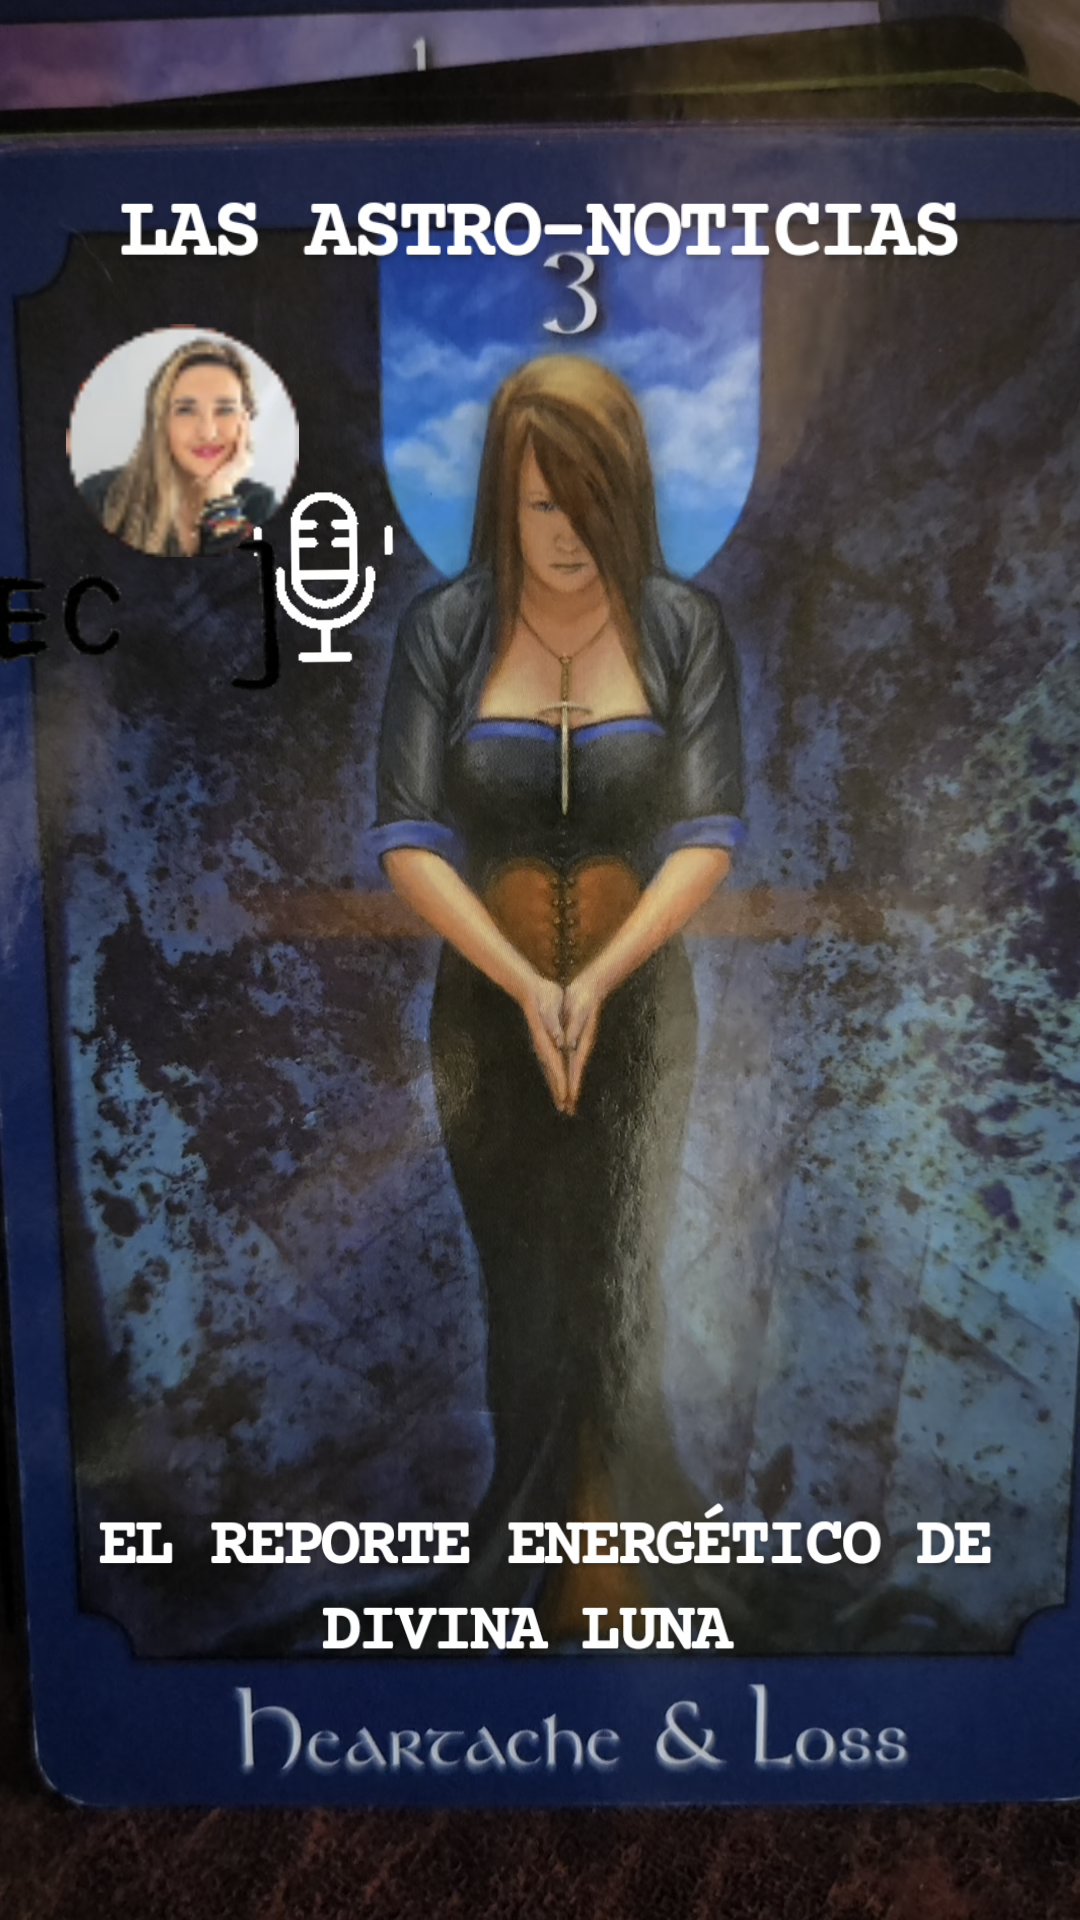 1
LAS ASTRO-NOTICIAS
3
EC ]
EL REPORTE ENERGÉTICO DE
DIVINA LUNA
Heartache & Loss